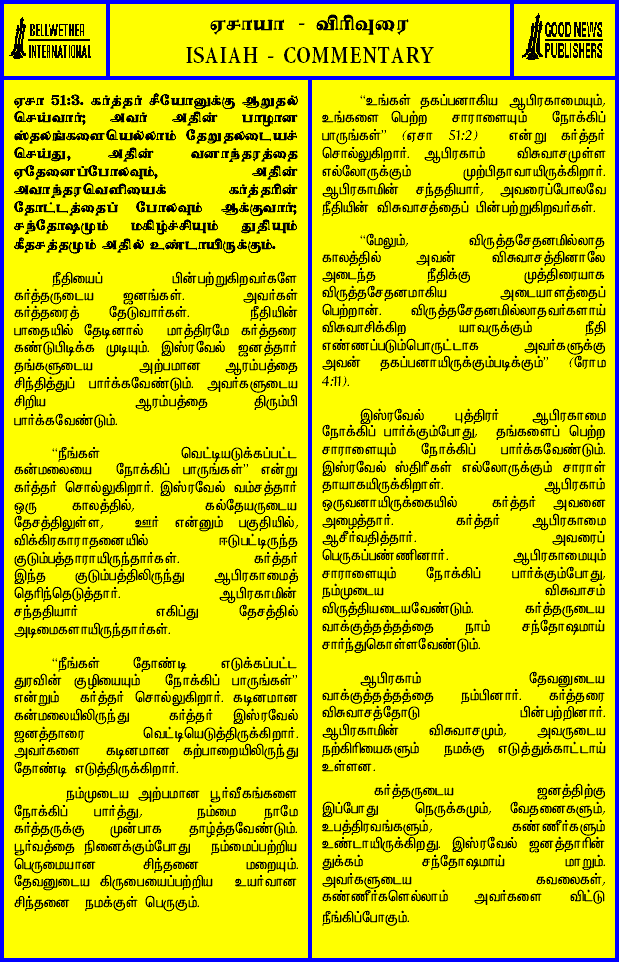 BELLWETHER
INTERNATIONAL
ஏசாயா - விரிவுரை
ISAIAH - COMMENTARY
GOOD NEWS
PUBLISHERS
ஏசா 51:3. கர்த்தர் சீயோனுக்கு ஆறுதல்
செய்வார்; அவர் அதின் பாழான
ஸ்தலங்களையெல்லாம் தேறுதலடையச்
செய்து, அதின் வனாந்தரத்தை
ஏதேனைப்போலவும், அதின்
அவாந்தரவெளியைக் கர்த்தரின்
தோட்டத்தைப் போலவும் ஆக்குவார்;
சந்தோஷமும் மகிழ்ச்சியும் துதியும்
கீதசத்தமும் அதில் உண்டாயிருக்கும்.
நீதியைப் பின்பற்றுகிறவர்களே
கர்த்தருடைய ஜனங்கள். அவர்கள்
கர்த்தரைத் தேடுவார்கள். நீதியின்
பாதையில் தேடினால் மாத்திரமே கர்த்தரை
கண்டுபிடிக்க முடியும். இஸ்ரவேல் ஜனத்தார்
தங்களுடைய அற்பமான ஆரம்பத்தை
சிந்தித்துப் பார்க்கவேண்டும். அவர்களுடைய
சிறிய ஆரம்பத்தை திரும்பி
பார்க்கவேண்டும்.
“நீங்கள் வெட்டியடுக்கப்பட்ட
கன்மலையை நோக்கிப் பாருங்கள்” என்று
கர்த்தர் சொல்லுகிறார். இஸ்ரவேல் வம்சத்தார்
ஒரு காலத்தில், கல்தேயருடைய
தேசத்திலுள்ள, ஊர் என்னும் பகுதியில்,
விக்கிரகாராதனையில் ஈடுபட்டிருந்த
குடும்பத்தாராயிருந்தார்கள். கர்த்தர்
இந்த குடும்பத்திலிருந்து ஆபிரகாமைத்
தெரிந்தெடுத்தார். ஆபிரகாமின்
சந்ததியார் எகிப்து தேசத்தில்
அடிமைகளாயிருந்தார்கள்.
“நீங்கள் தோண்டி எடுக்கப்பட்ட
துரவின் குழியையும் நோக்கிப் பாருங்கள்”
என்றும் கர்த்தர் சொல்லுகிறார். கடினமான
கன்மலையிலிருந்து கர்த்தர் இஸ்ரவேல்
ஜனத்தாரை வெட்டியெடுத்திருக்கிறார்.
அவர்களை கடினமான கற்பாறையிலிருந்து
தோண்டி எடுத்திருக்கிறார்.
நம்முடைய அற்பமான பூர்வீகங்களை
நோக்கிப் பார்த்து, நம்மை நாமே
கர்த்தருக்கு முன்பாக தாழ்த்தவேண்டும்.
பூர்வத்தை நினைக்கும்போது நம்மைப்பற்றிய
பெருமையான சிந்தனை மறையும்.
தேவனுடைய கிருபையைப்பற்றிய உயர்வான
சிந்தனை நமக்குள் பெருகும்.
“உங்கள் தகப்பனாகிய ஆபிரகாமையும்,
உங்களை பெற்ற சாராளையும் நோக்கிப்
பாருங்கள்” (ஏசா 51:2) என்று கர்த்தர்
சொல்லுகிறார். ஆபிரகாம் விசுவாசமுள்ள
எல்லோருக்கும் முற்பிதாவாயிருக்கிறார்.
ஆபிரகாமின் சந்ததியார், அவரைப்போலவே
நீதியின் விசுவாசத்தைப் பின்பற்றுகிறவர்கள்.
“மேலும், விருத்தசேதனமில்லாத
காலத்தில் அவன் விசுவாசத்தினாலே
அடைந்த நீதிக்கு முத்திரையாக
விருத்தசேதனமாகிய அடையாளத்தைப்
பெற்றான். விருத்தசேதனமில்லாதவர்களாய்
விசுவாசிக்கிற யாவருக்கும் நீதி
எண்ணப்படும்பொருட்டாக அவர்களுக்கு
அவன் தகப்பனாயிருக்கும்படிக்கும்” (ரோம
4:11).
இஸ்ரவேல் புத்திரர் ஆபிரகாமை
நோக்கிப் பார்க்கும்போது, தங்களைப் பெற்ற
சாராளையும் நோக்கிப் பார்க்கவேண்டும்.
இஸ்ரவேல் ஸ்திரீகள் எல்லோருக்கும் சாராள்
தாயாகயிருக்கிறாள். ஆபிரகாம்
ஒருவனாயிருக்கையில் கர்த்தர் அவனை
அழைத்தார். கர்த்தர் ஆபிரகாமை
ஆசீர்வதித்தார். அவரைப்
பெருகப்பண்ணினார். ஆபிரகாமையும்
சாராளையும் நோக்கிப் பார்க்கும்போது,
நம்முடைய விசுவாசம்
விருத்தியடையவேண்டும். கர்த்தருடைய
வாக்குத்தத்தத்தை நாம் சந்தோஷமாய்
சார்ந்துகொள்ளவேண்டும்.
ஆபிரகாம் தேவனுடைய
வாக்குத்தத்தத்தை நம்பினார். கர்த்தரை
விசுவாசத்தோடு பின்பற்றினார்.
ஆபிரகாமின் விசுவாசமும், அவருடைய
நற்கிரியைகளும் நமக்கு எடுத்துக்காட்டாய்
உள்ளன.
கர்த்தருடைய ஜனத்திற்கு
இப்போது நெருக்கமும், வேதனைகளும்,
உபத்திரவங்களும், கண்ணீர்களும்
உண்டாயிருக்கிறது. இஸ்ரவேல் ஜனத்தாரின்
துக்கம் சந்தோஷமாய் மாறும்.
அவர்களுடைய கவலைகள்,
கண்ணீர்களெல்லாம் அவர்களை விட்டு
நீங்கிப்போகும்.